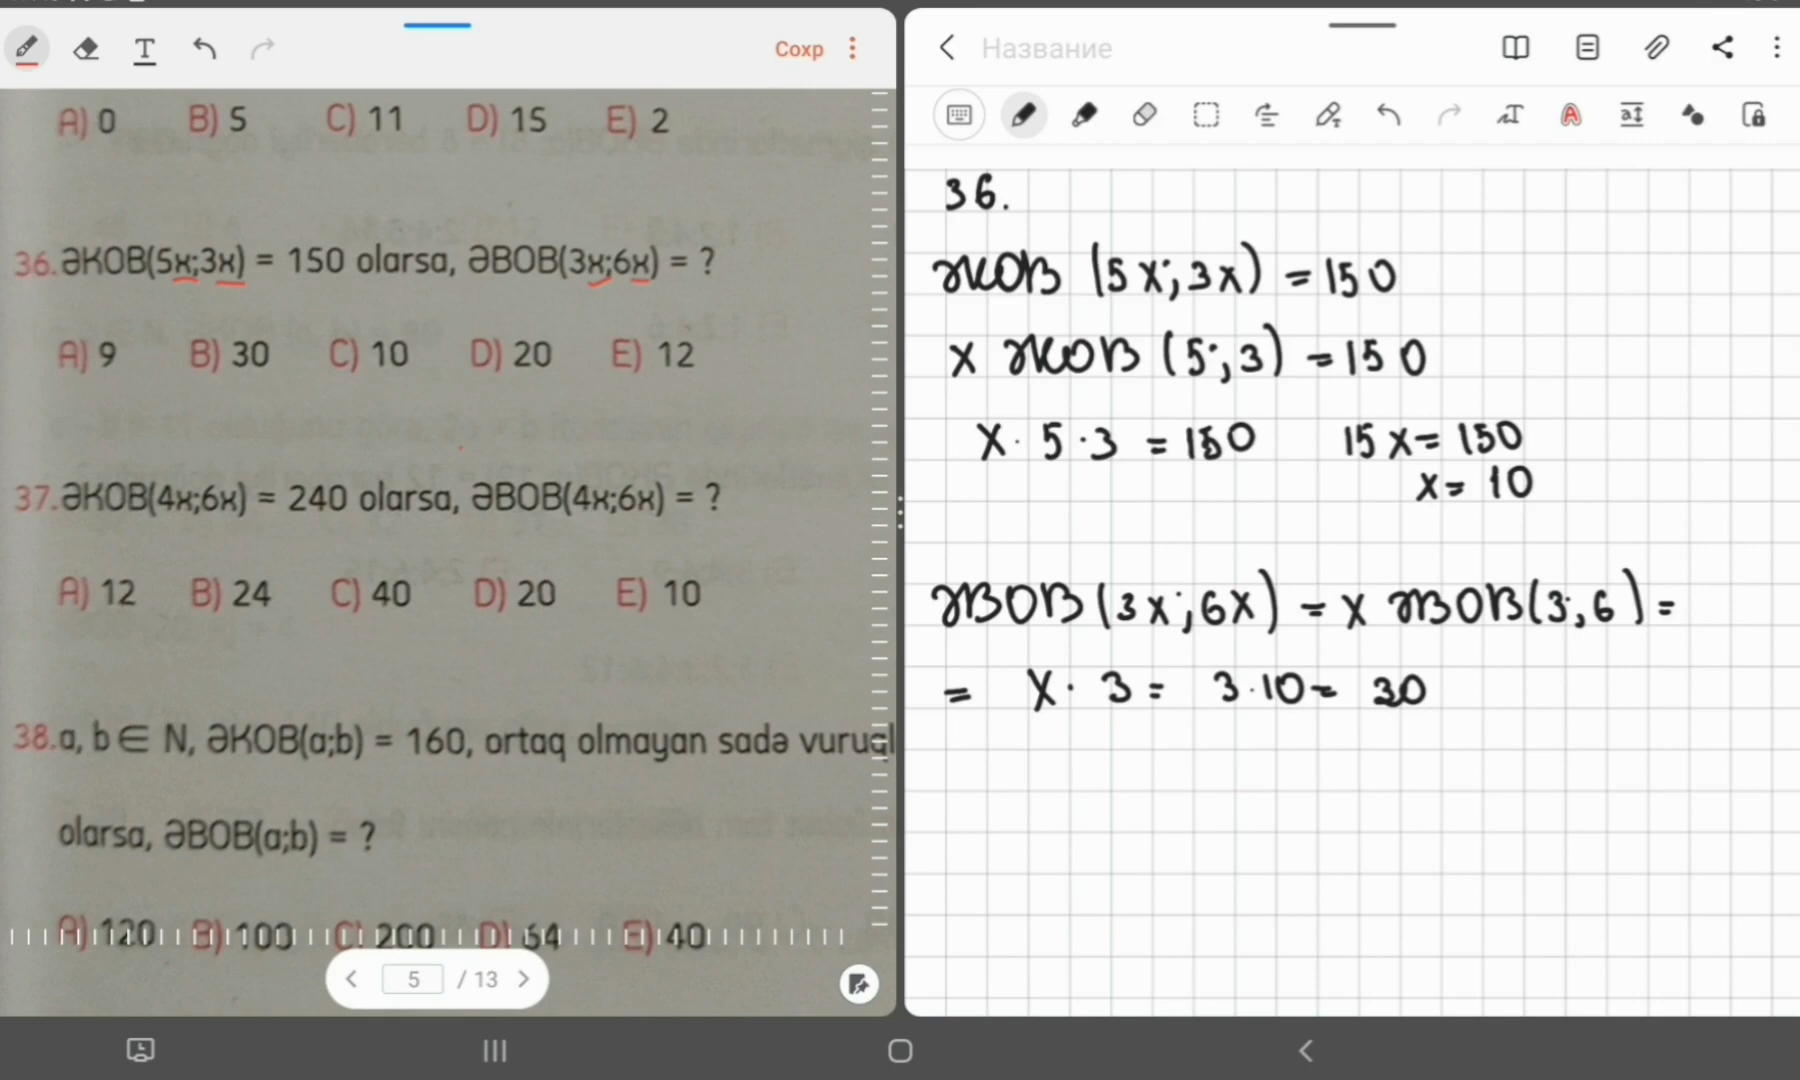 Сохр
A) 0 B) 5 C) 11 D) 15 E) 2
36. ƏKOB(5x;3x) = 150 olarsa, ƏBOB(3x;6x) = ?
A) 9 B) 30 C) 10 D) 20 E) 12
37. ƏKOB(4x;6x) = 240 olarsa, ƏBOB(4x;6x) = ?
A) 12 B) 24 C) 40 D) 20 E) 10
38. a, b ∈ N, ƏKOB(a;b) = 160, ortaq olmayan sadə
olarsa, ƏBOB(a;b) = ?
A) 120 B) 100 C) 200 D) 64 E) 40
5 / 13
Название
36.
ƏKOB (5x; 3x) = 150
x ƏKOB (5; 3) = 150
x · 5 · 3 = 150 15x = 150
x = 10
ƏBOB (3x; 6x) = x ƏBOB (3; 6) =
= x · 3 = 3 · 10 = 30